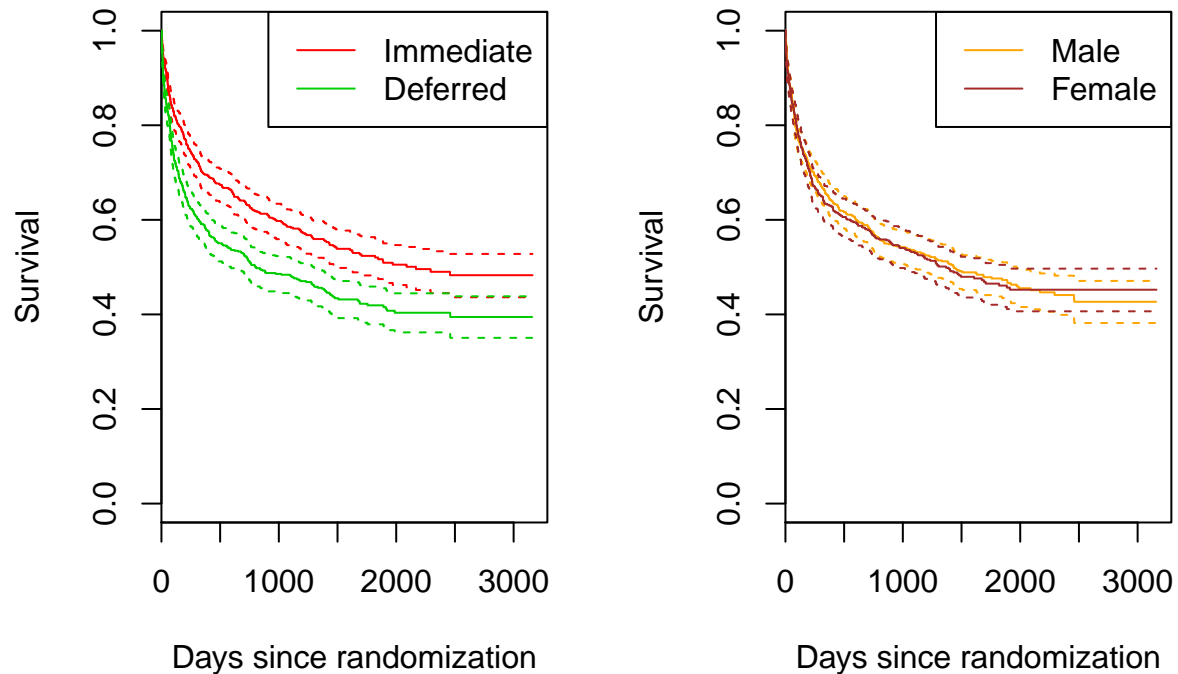 Immediate
Deferred
Survival
1.0
0.8
0.6
0.4
0.2
0.0
0 1000 2000 3000
Days since randomization
Male
Female
Survival
1.0
0.8
0.6
0.4
0.2
0.0
0 1000 2000 3000
Days since randomization